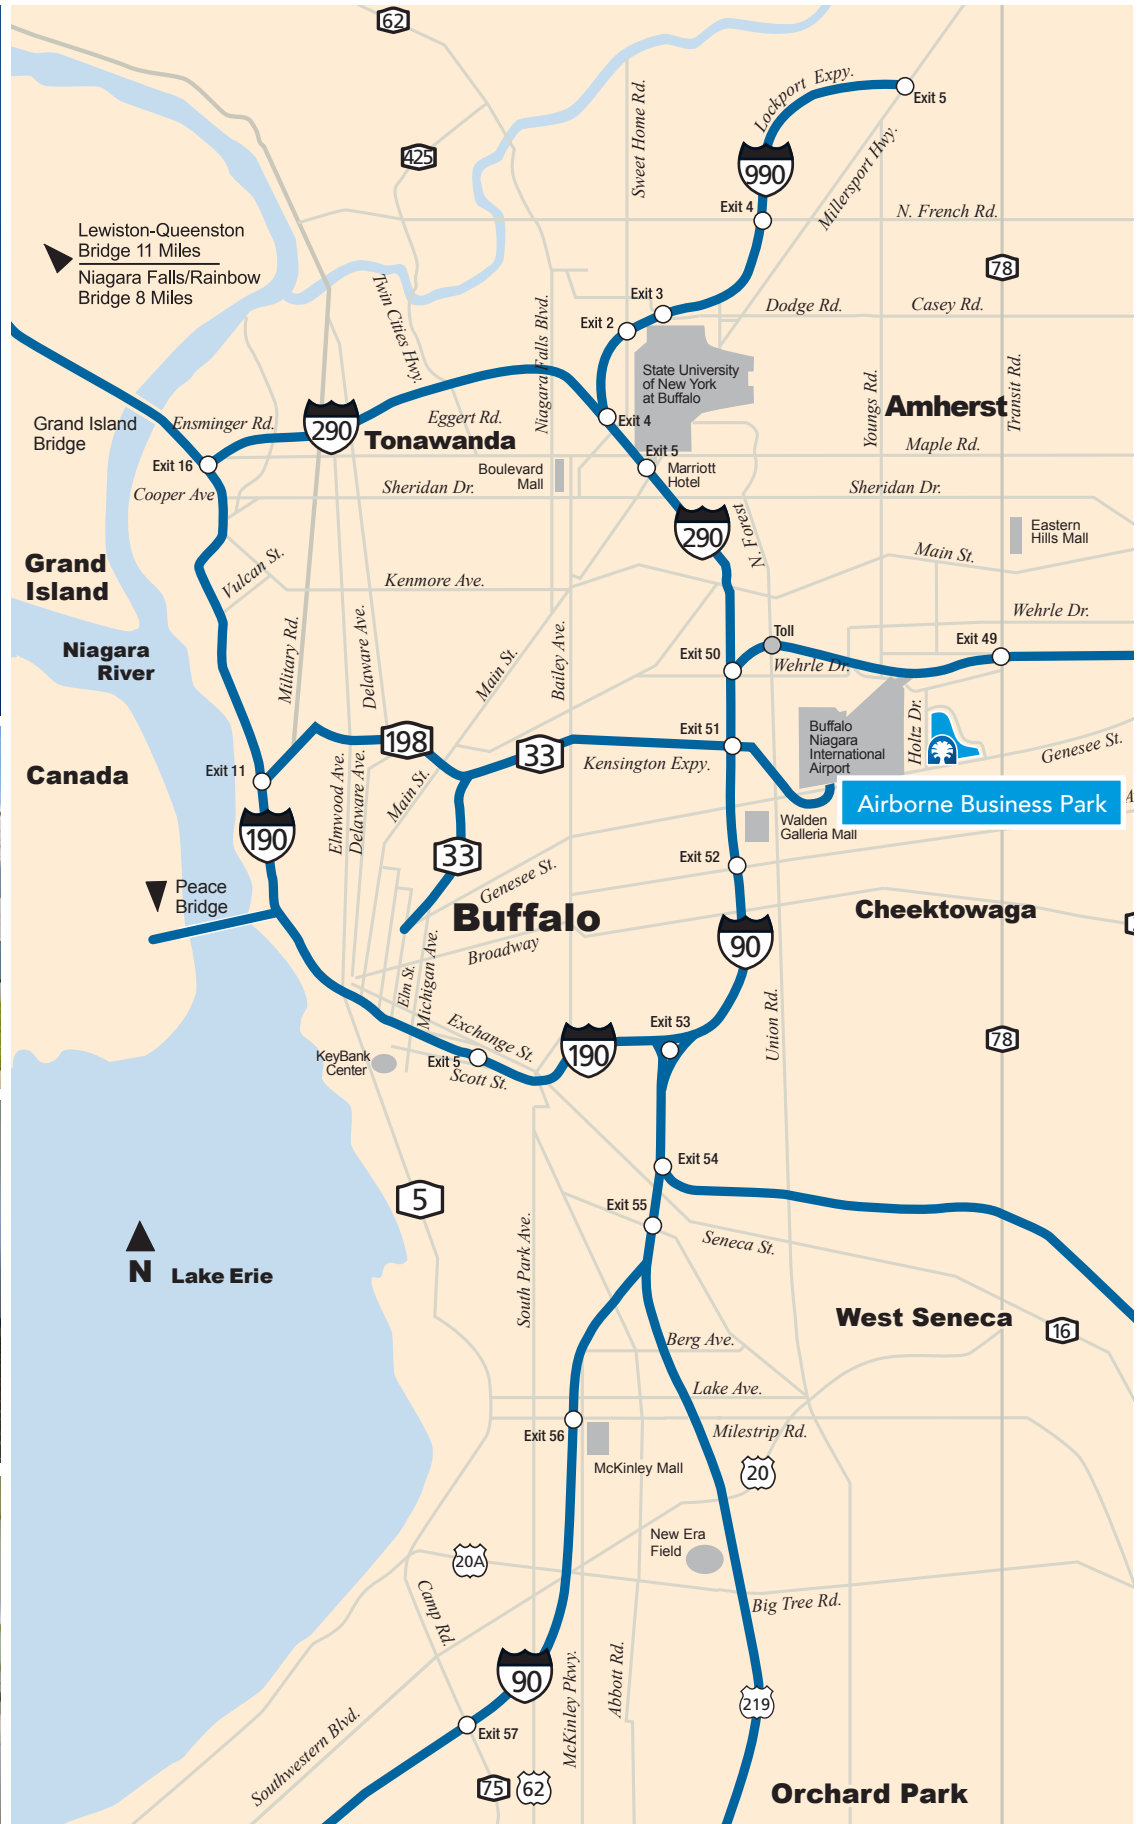 62
Lockport Expy.
Exit 5
Sweet Home Rd.
425
990
Millersport Hwy.
Exit 4
N. French Rd.
Lewiston-Queenston
Bridge 11 Miles
Niagara Falls/Rainbow
Bridge 8 Miles
78
Twin Cities Hwy.
Exit 3
Niagara Falls Blvd.
Exit 2
Dodge Rd.
Casey Rd.
State University
of New York
at Buffalo
Youngs Rd.
Transit Rd.
Amherst
Grand Island
Bridge
Ensminger Rd.
290
Eggert Rd.
Exit 4
Tonawanda
Maple Rd.
Exit 16
Exit 5
Boulevard
Mall
Marriott
Hotel
Cooper Ave
Sheridan Dr.
Sheridan Dr.
290
N. Forest
Eastern
Hills Mall
Main St.
Grand
Island
Vulcan St.
Kenmore Ave.
Wehrle Dr.
Niagara
River
Military Rd.
Delaware Ave.
Main St.
Bailey Ave.
Toll
Exit 49
Exit 50
Wehrle Dr.
198
33
Exit 51
Buffalo
Niagara
International
Airport
Holtz Dr.
Genesee St.
Canada
Exit 11
Kensington Expy.
Elmwood Ave.
Delaware Ave.
Main St.
Airborne Business Park
190
Walden
Galleria Mall
33
Exit 52
Peace
Bridge
Genesee St.
Buffalo
Cheektowaga
90
Broadway
Elm St.
Michigan Ave.
Union Rd.
Exchange St.
190
Exit 53
78
KeyBank
Center
Exit 5
Scott St.
Exit 54
5
Exit 55
South Park Ave.
Seneca St.
N
Lake Erie
West Seneca
16
Berg Ave.
Lake Ave.
Exit 56
Milestrip Rd.
McKinley Mall
20
New Era
Field
20A
Camp Rd.
Big Tree Rd.
90
McKinley Pkwy.
Abbott Rd.
219
Exit 57
Southwestern Blvd.
75
62
Orchard Park